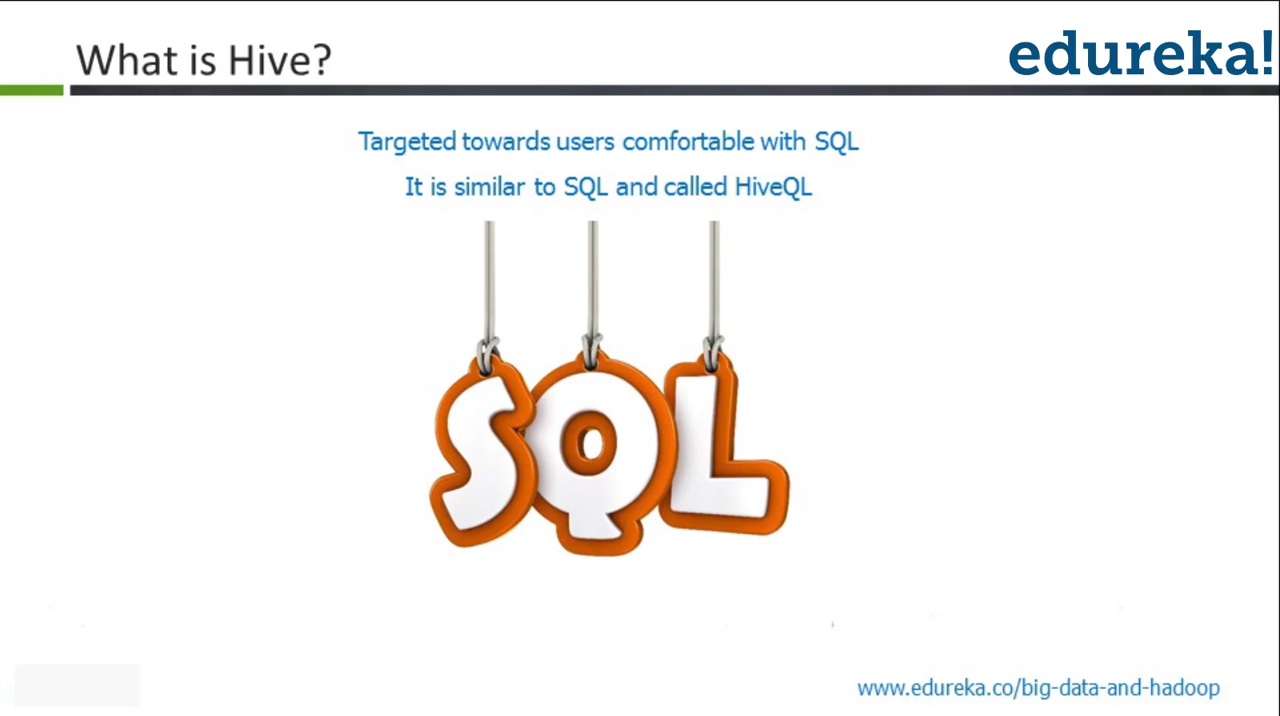 What is Hive?
edureka!
Targeted towards users comfortable with SQL
It is similar to SQL and called HiveQL
SQL
www.edureka.co/big-data-and-hadoop